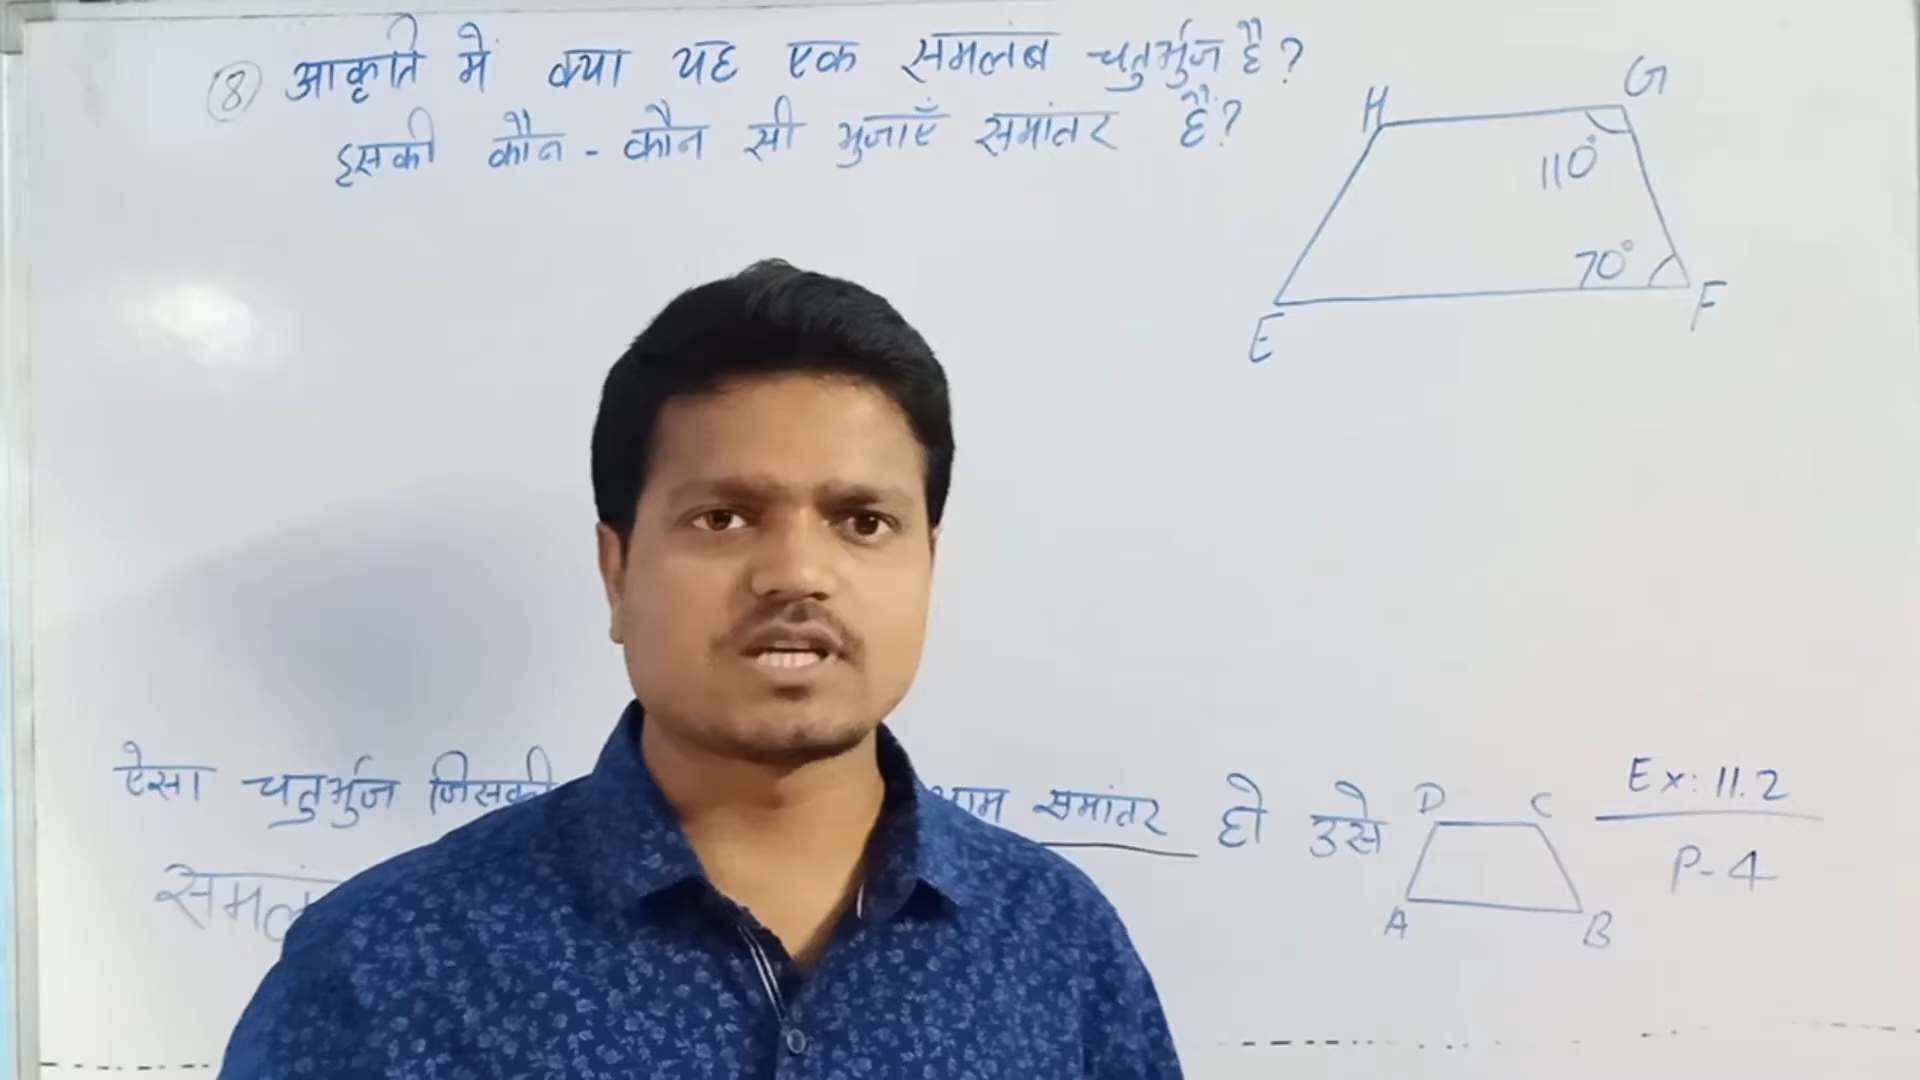 ⑧ आकृति में क्या यह एक समलंब चतुर्भुज है?
इसकी कौन - कौन सी भुजाएँ समांतर हैं?
H
G
110°
70°
E
F
ऐसा चतुर्भुज जिसकी समांतर हो उसे
D C
A B
Ex: 11.2
P-4